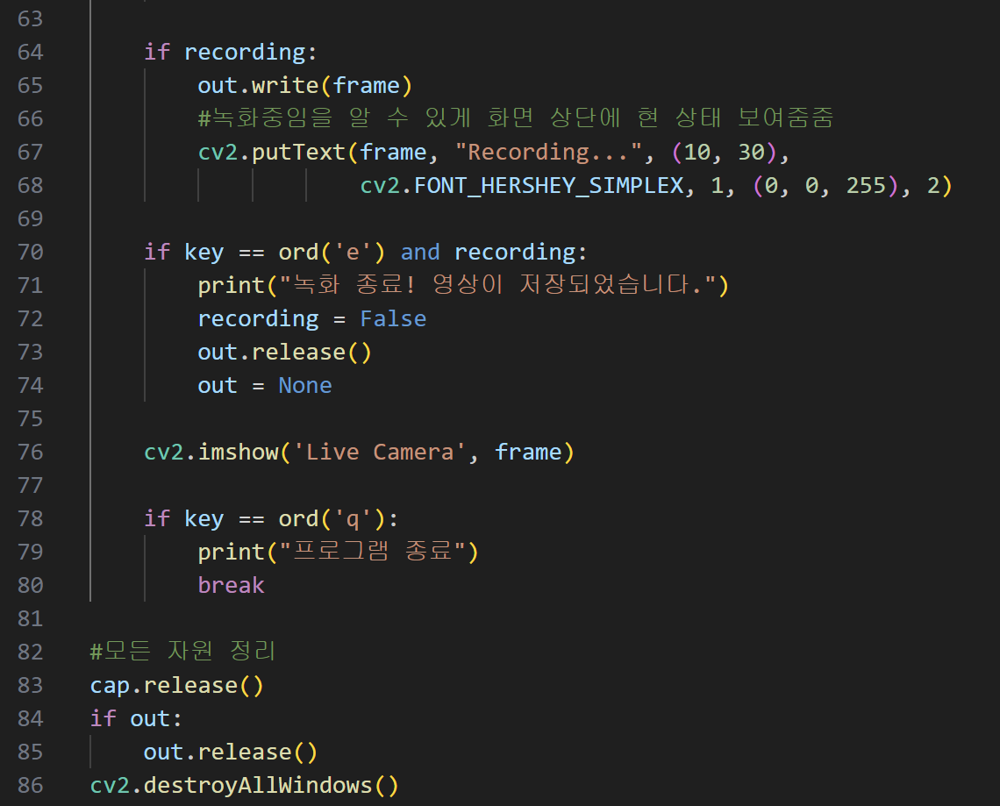 63
64 if recording:
65 out.write(frame)
66 #녹화중임을 알 수 있게 화면 상단에 현 상태 보여줌줌
67 cv2.putText(frame, "Recording...", (10, 30),
68 cv2.FONT_HERSHEY_SIMPLEX, 1, (0, 0, 255), 2)
69
70 if key == ord('e') and recording:
71 print("녹화 종료! 영상이 저장되었습니다.")
72 recording = False
73 out.release()
74 out = None
75
76 cv2.imshow('Live Camera', frame)
77
78 if key == ord('q'):
79 print("프로그램 종료")
80 break
81
82 #모든 자원 정리
83 cap.release()
84 if out:
85 out.release()
86 cv2.destroyAllWindows()